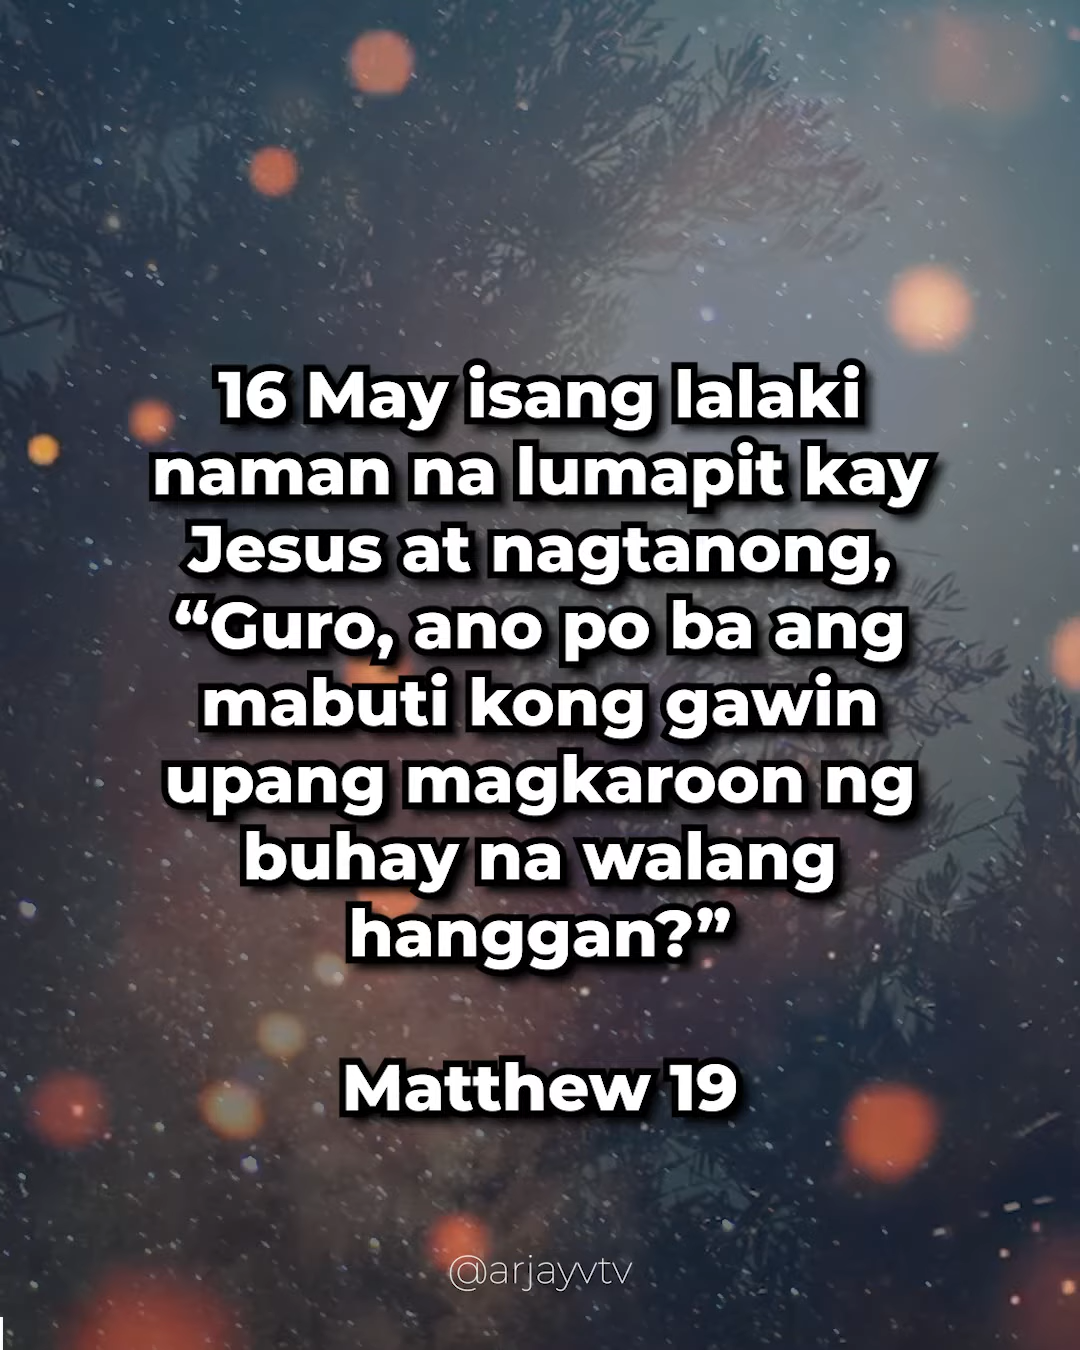 16 May isang lalaki
naman na lumapit kay
Jesus at nagtanong,
“Guro, ano po ba ang
mabuti kong gawin
upang magkaroon ng
buhay na walang
hanggan?”
Matthew 19
@arjayvtv